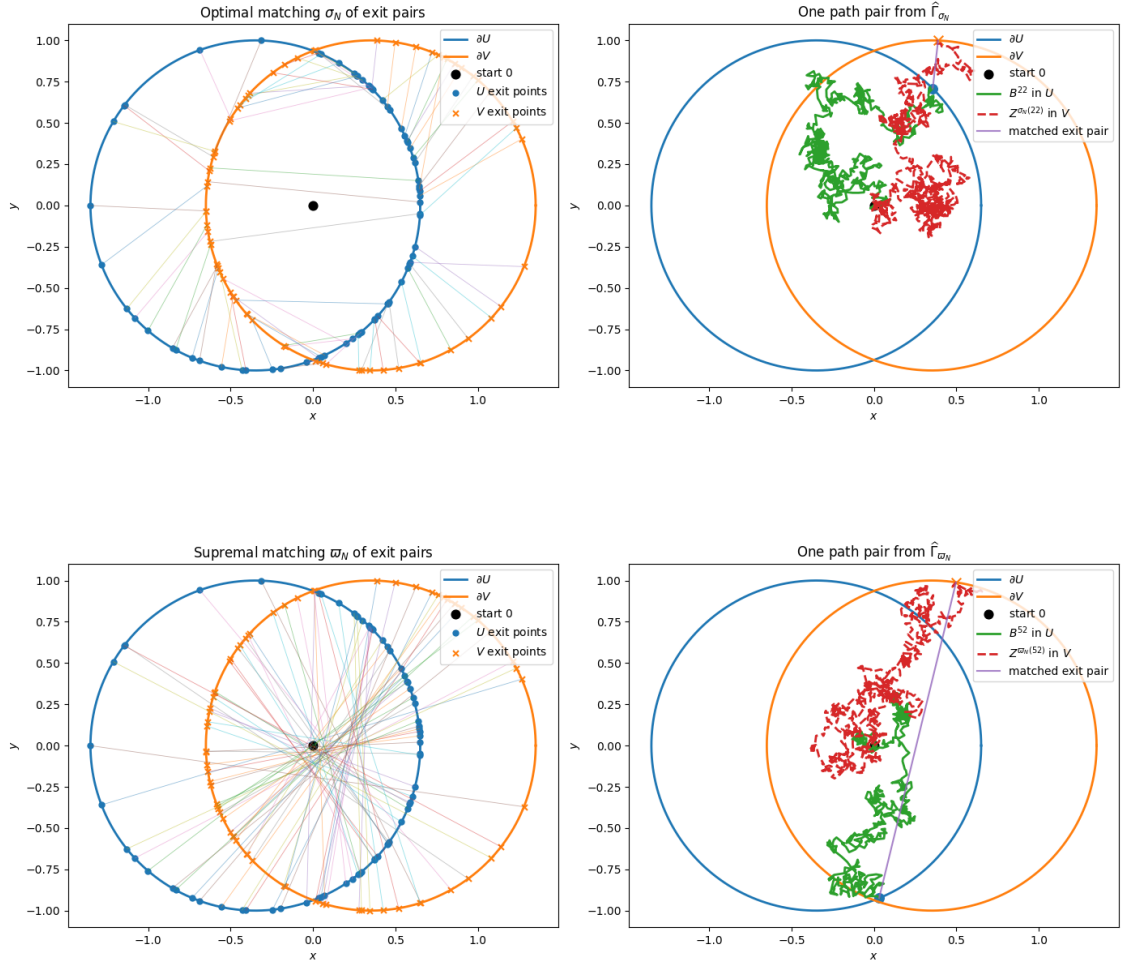 Optimal matching σ_N of exit pairs
∂U
∂V
start 0
U exit points
V exit points
1.00
0.75
0.50
0.25
0.00
−0.25
−0.50
−0.75
−1.00
y
−1.0
−0.5
0.0
0.5
1.0
x
One path pair from Γ̂_{σ_N}
∂U
∂V
start 0
B^{22} in U
Z^{σ_N(22)} in V
matched exit pair
1.00
0.75
0.50
0.25
0.00
−0.25
−0.50
−0.75
−1.00
y
−1.0
−0.5
0.0
0.5
1.0
x
Supremal matching ϖ_N of exit pairs
∂U
∂V
start 0
U exit points
V exit points
1.00
0.75
0.50
0.25
0.00
−0.25
−0.50
−0.75
−1.00
y
−1.0
−0.5
0.0
0.5
1.0
x
One path pair from Γ̂_{ϖ_N}
∂U
∂V
start 0
B^{52} in U
Z^{ϖ_N(52)} in V
matched exit pair
1.00
0.75
0.50
0.25
0.00
−0.25
−0.50
−0.75
−1.00
y
−1.0
−0.5
0.0
0.5
1.0
x